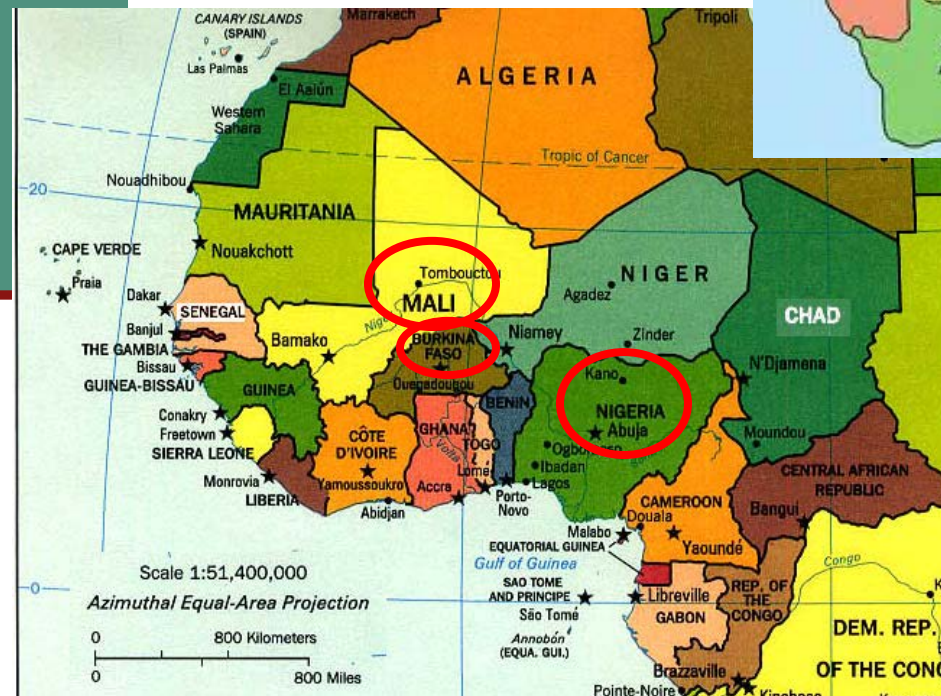 CANARY ISLANDS
(SPAIN)
Las Palmas
Marrakech
Tripoli
El Aaiún
Western
Sahara
ALGERIA
Tropic of Cancer
20
Nouadhibou
MAURITANIA
Nouakchott
CAPE VERDE
Praia
Tombouctou
MALI
NIGER
Agadez
Zinder
CHAD
Dakar
SENEGAL
Banjul
THE GAMBIA
Bissau
GUINEA-BISSAU
Bamako
Niger
BURKINA
FASO
Ouagadougou
Niamey
N'Djamena
Kano
NIGERIA
Abuja
GUINEA
BENIN
Conakry
Freetown
SIERRA LEONE
CÔTE
D'IVOIRE
Yamoussoukro
GHANA
Volta
TOGO
Lomé
Ogbomoso
Ibadan
Lagos
Moundou
Monrovia
LIBERIA
Abidjan
Accra
Porto-
Novo
CENTRAL AFRICAN
REPUBLIC
Bangui
CAMEROON
Douala
Malabo
Yaoundé
EQUATORIAL GUINEA
Gulf of Guinea
Congo
Scale 1:51,400,000
0
Azimuthal Equal-Area Projection
SAO TOME
AND PRINCIPE
São Tomé
Libreville
GABON
REP. OF
THE
CONGO
Annobón
(EQUA. GUI.)
DEM. REP.
OF THE CONG
0 800 Kilometers
0 800 Miles
Brazzaville
Pointe-Noire